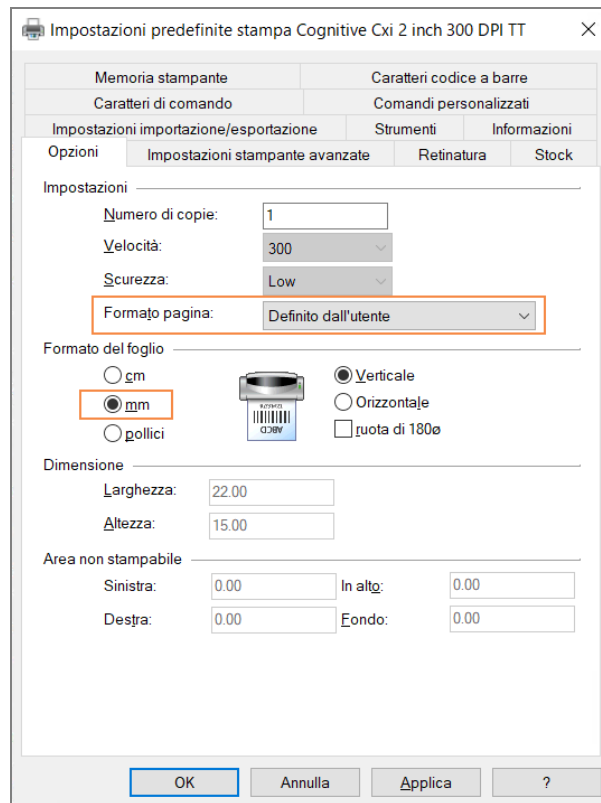 Impostazioni predefinite stampa Cognitive Cxi 2 inch 300 DPI TT
Memoria stampante Caratteri codice a barre
Caratteri di comando Comandi personalizzati
Impostazioni importazione/esportazione Strumenti Informazioni
Opzioni Impostazioni stampante avanzate Retinatura Stock
Impostazioni
Numero di copie: 1
Velocità: 300
Scurezza: Low
Formato pagina: Definito dall'utente
Formato del foglio
cm Verticale
mm Orizzontale
pollici ruota di 180ø
ABCD
Dimensione
Larghezza: 22.00
Altezza: 15.00
Area non stampabile
Sinistra: 0.00 In alto: 0.00
Destra: 0.00 Fondo: 0.00
OK Annulla Applica ?